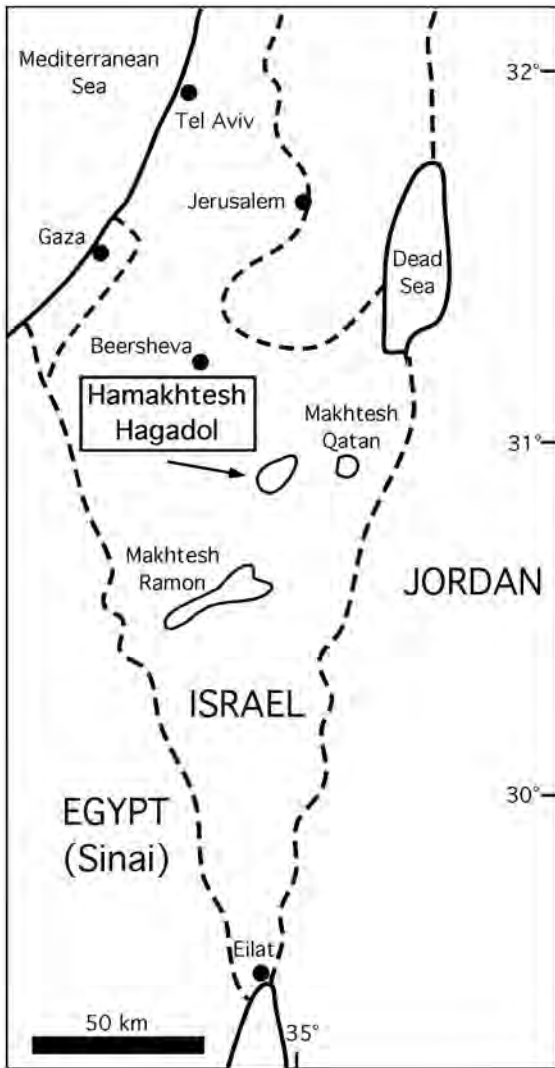 Mediterranean
Sea
32°
Tel Aviv
Jerusalem
Gaza
Dead
Sea
Beersheva
Hamakhtesh
Hagadol
Makhtesh
Qatan
31°
Makhtesh
Ramon
JORDAN
ISRAEL
30°
EGYPT
(Sinai)
Eilat
50 km
35°